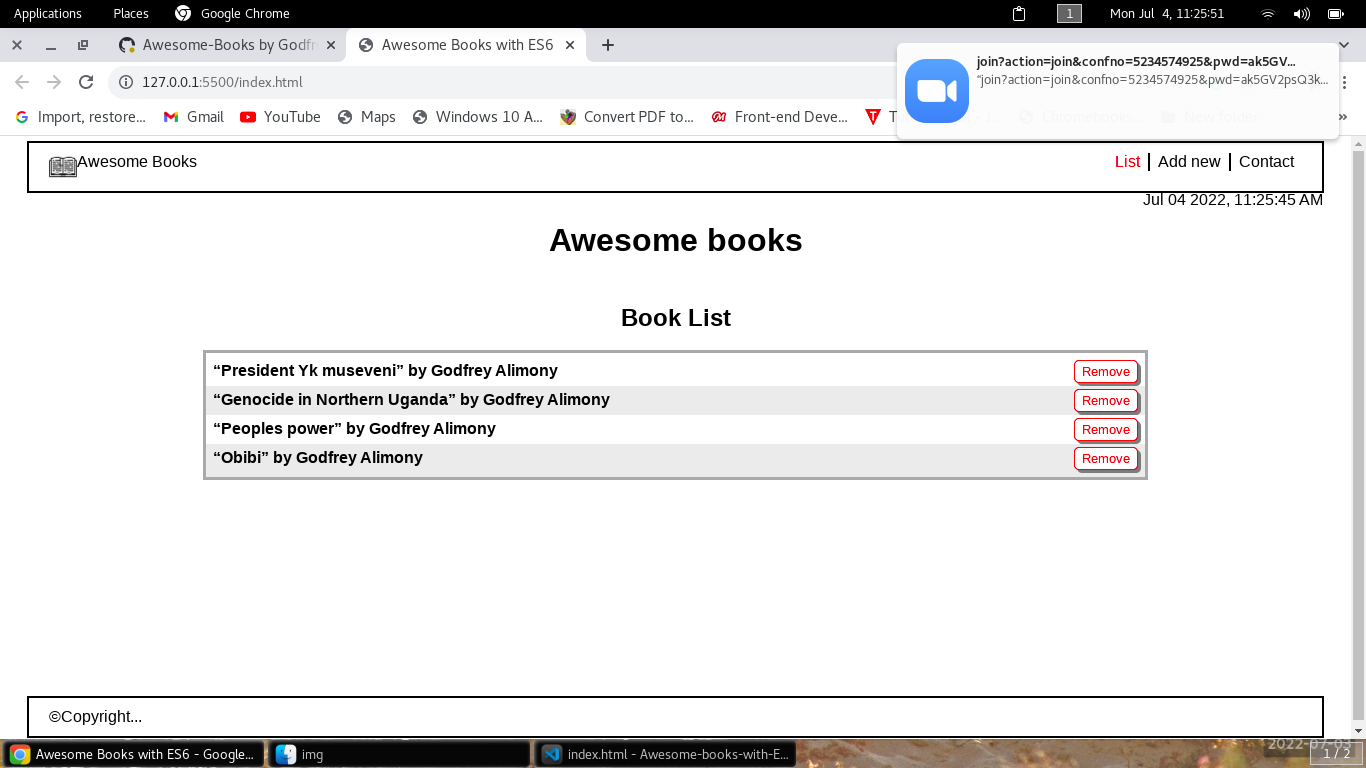 Applications Places Google Chrome 1 Mon Jul 4, 11:25:51
Awesome-Books by Godfr Awesome Books with ES6
127.0.0.1:5500/index.html
join?action=join&confno=5234574925&pwd=ak5GV...
"join?action=join&confno=5234574925&pwd=ak5GV2psQ3k...
Import, restore... Gmail YouTube Maps Windows 10 A... Convert PDF to... Front-end Deve... New folder »
Awesome Books List Add new Contact
Jul 04 2022, 11:25:45 AM
Awesome books
Book List
“President Yk museveni” by Godfrey Alimony Remove
“Genocide in Northern Uganda” by Godfrey Alimony Remove
“Peoples power” by Godfrey Alimony Remove
“Obibi” by Godfrey Alimony Remove
©Copyright...
2022-07-03
Awesome Books with ES6 - Google... img index.html - Awesome-books-with-E... 1 / 2